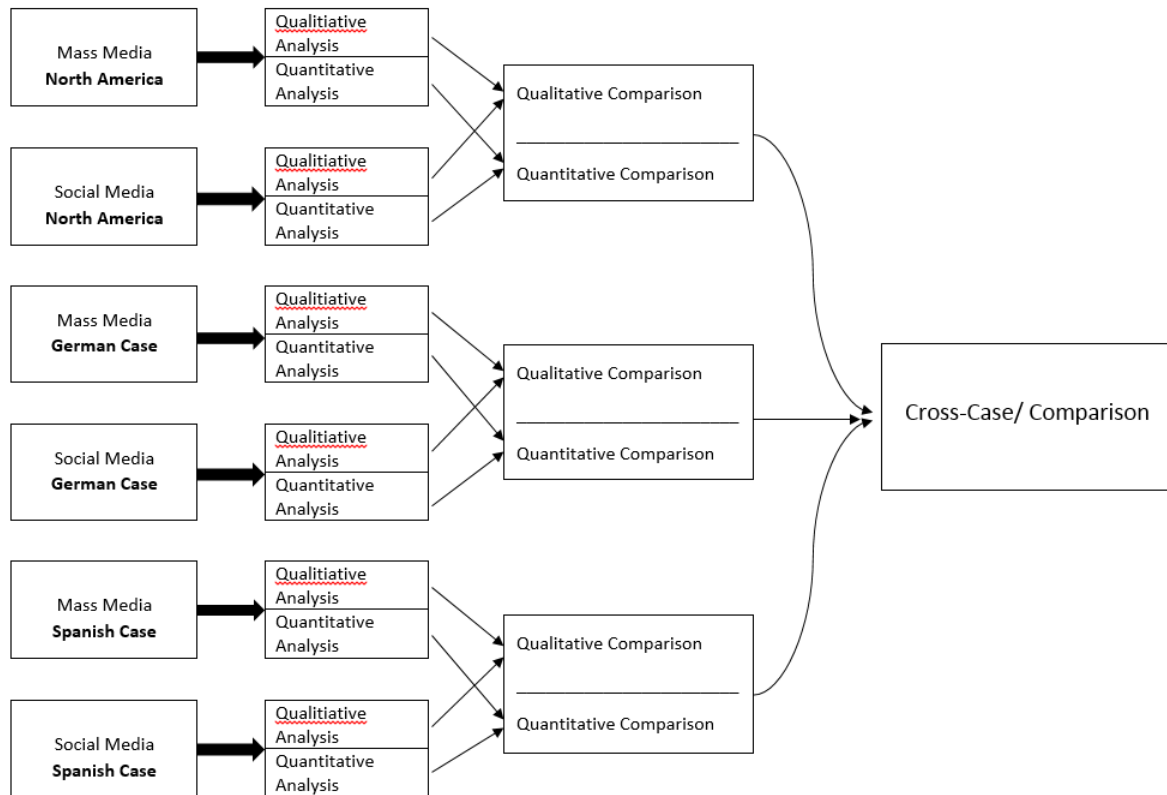 Mass Media
North America
Qualitiative
Analysis
Quantitative
Analysis
Social Media
North America
Qualitiative
Analysis
Quantitative
Analysis
Qualitative Comparison
Quantitative Comparison
Mass Media
German Case
Qualitiative
Analysis
Quantitative
Analysis
Social Media
German Case
Qualitiative
Analysis
Quantitative
Analysis
Qualitative Comparison
Quantitative Comparison
Mass Media
Spanish Case
Qualitiative
Analysis
Quantitative
Analysis
Social Media
Spanish Case
Qualitiative
Analysis
Quantitative
Analysis
Qualitative Comparison
Quantitative Comparison
Cross-Case/ Comparison